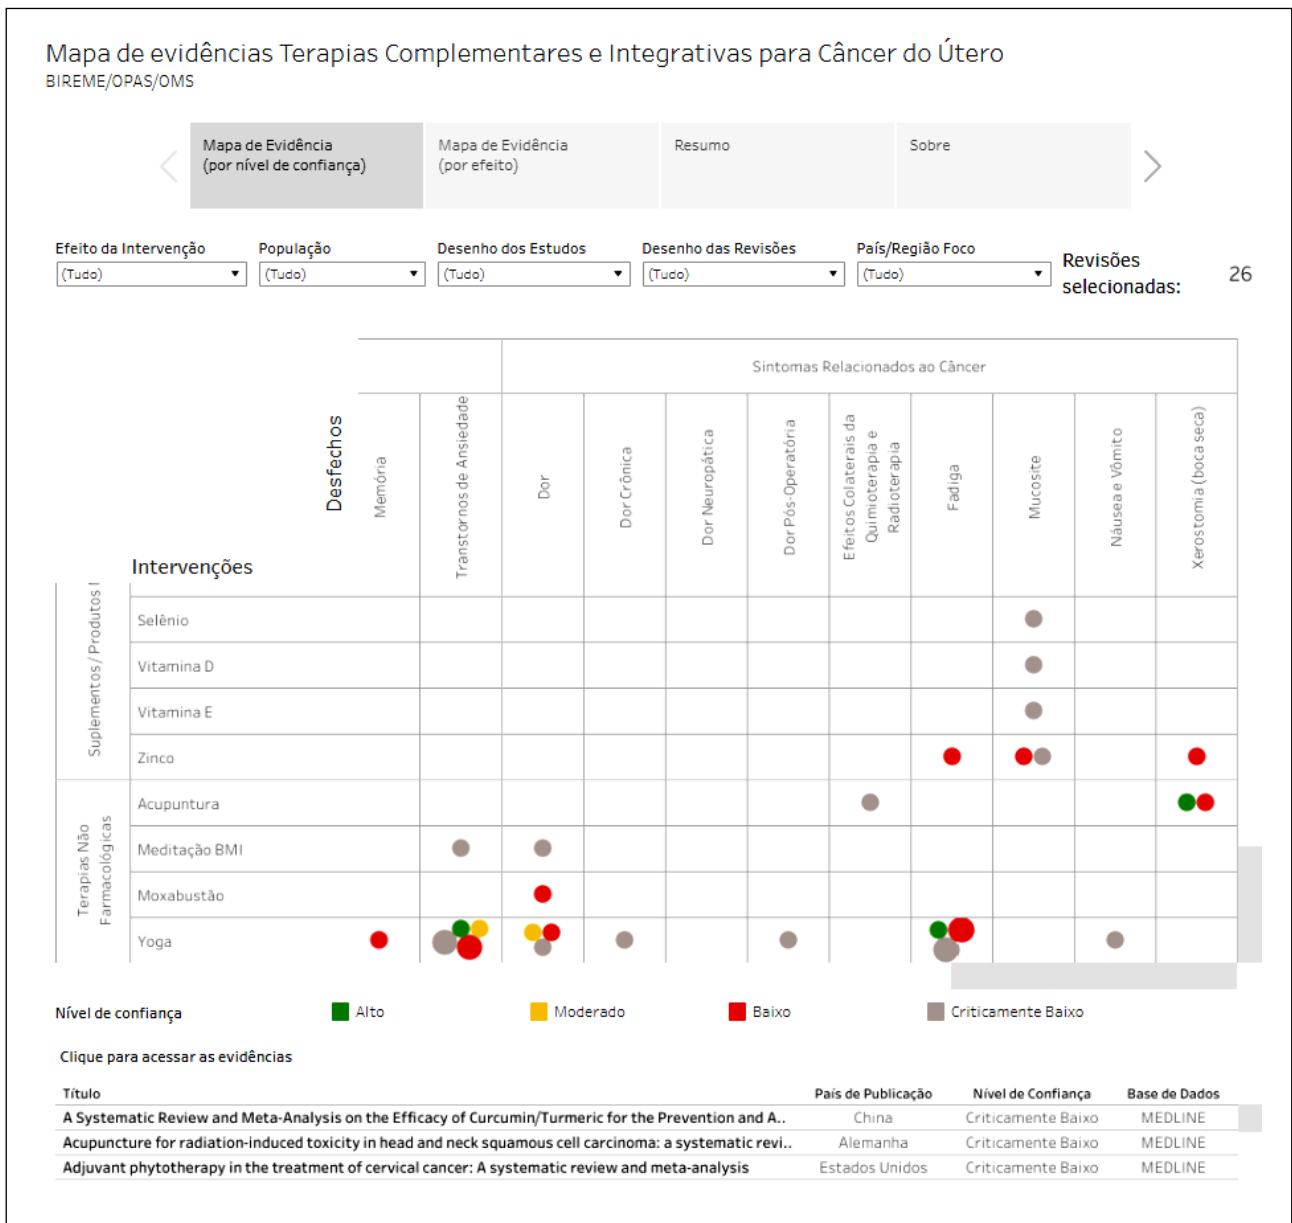 Mapa de evidências Terapias Complementares e Integrativas para Câncer do Útero
BIREME/OPAS/OMS
Mapa de Evidência
(por nível de confiança)
Mapa de Evidência
(por efeito)
Resumo
Sobre
Efeito da Intervenção
População
Desenho dos Estudos
Desenho das Revisões
País/Região Foco
(Tudo)
(Tudo)
(Tudo)
(Tudo)
(Tudo)
Revisões
selecionadas:
26
Sintomas Relacionados ao Câncer
Desfechos
Memória
Transtornos de Ansiedade
Dor
Dor Crônica
Dor Neuropática
Dor Pós-Operatória
Efeitos Colaterais da
Quimioterapia e
Radioterapia
Fadiga
Mucosite
Náusea e Vômito
Xerostomia (boca seca)
Intervenções
Suplementos / Produtos
Selênio
Vitamina D
Vitamina E
Zinco
Terapias Não
Farmacológicas
Acupuntura
Meditação BMI
Moxabustão
Yoga
Nível de confiança
Alto
Moderado
Baixo
Criticamente Baixo
Clique para acessar as evidências
Título País de Publicação Nível de Confiança Base de Dados
A Systematic Review and Meta-Analysis on the Efficacy of Curcumin/Turmeric for the Prevention and A.. China Criticamente Baixo MEDLINE
Acupuncture for radiation-induced toxicity in head and neck squamous cell carcinoma: a systematic revi.. Alemanha Criticamente Baixo MEDLINE
Adjuvant phytotherapy in the treatment of cervical cancer: A systematic review and meta-analysis Estados Unidos Criticamente Baixo MEDLINE